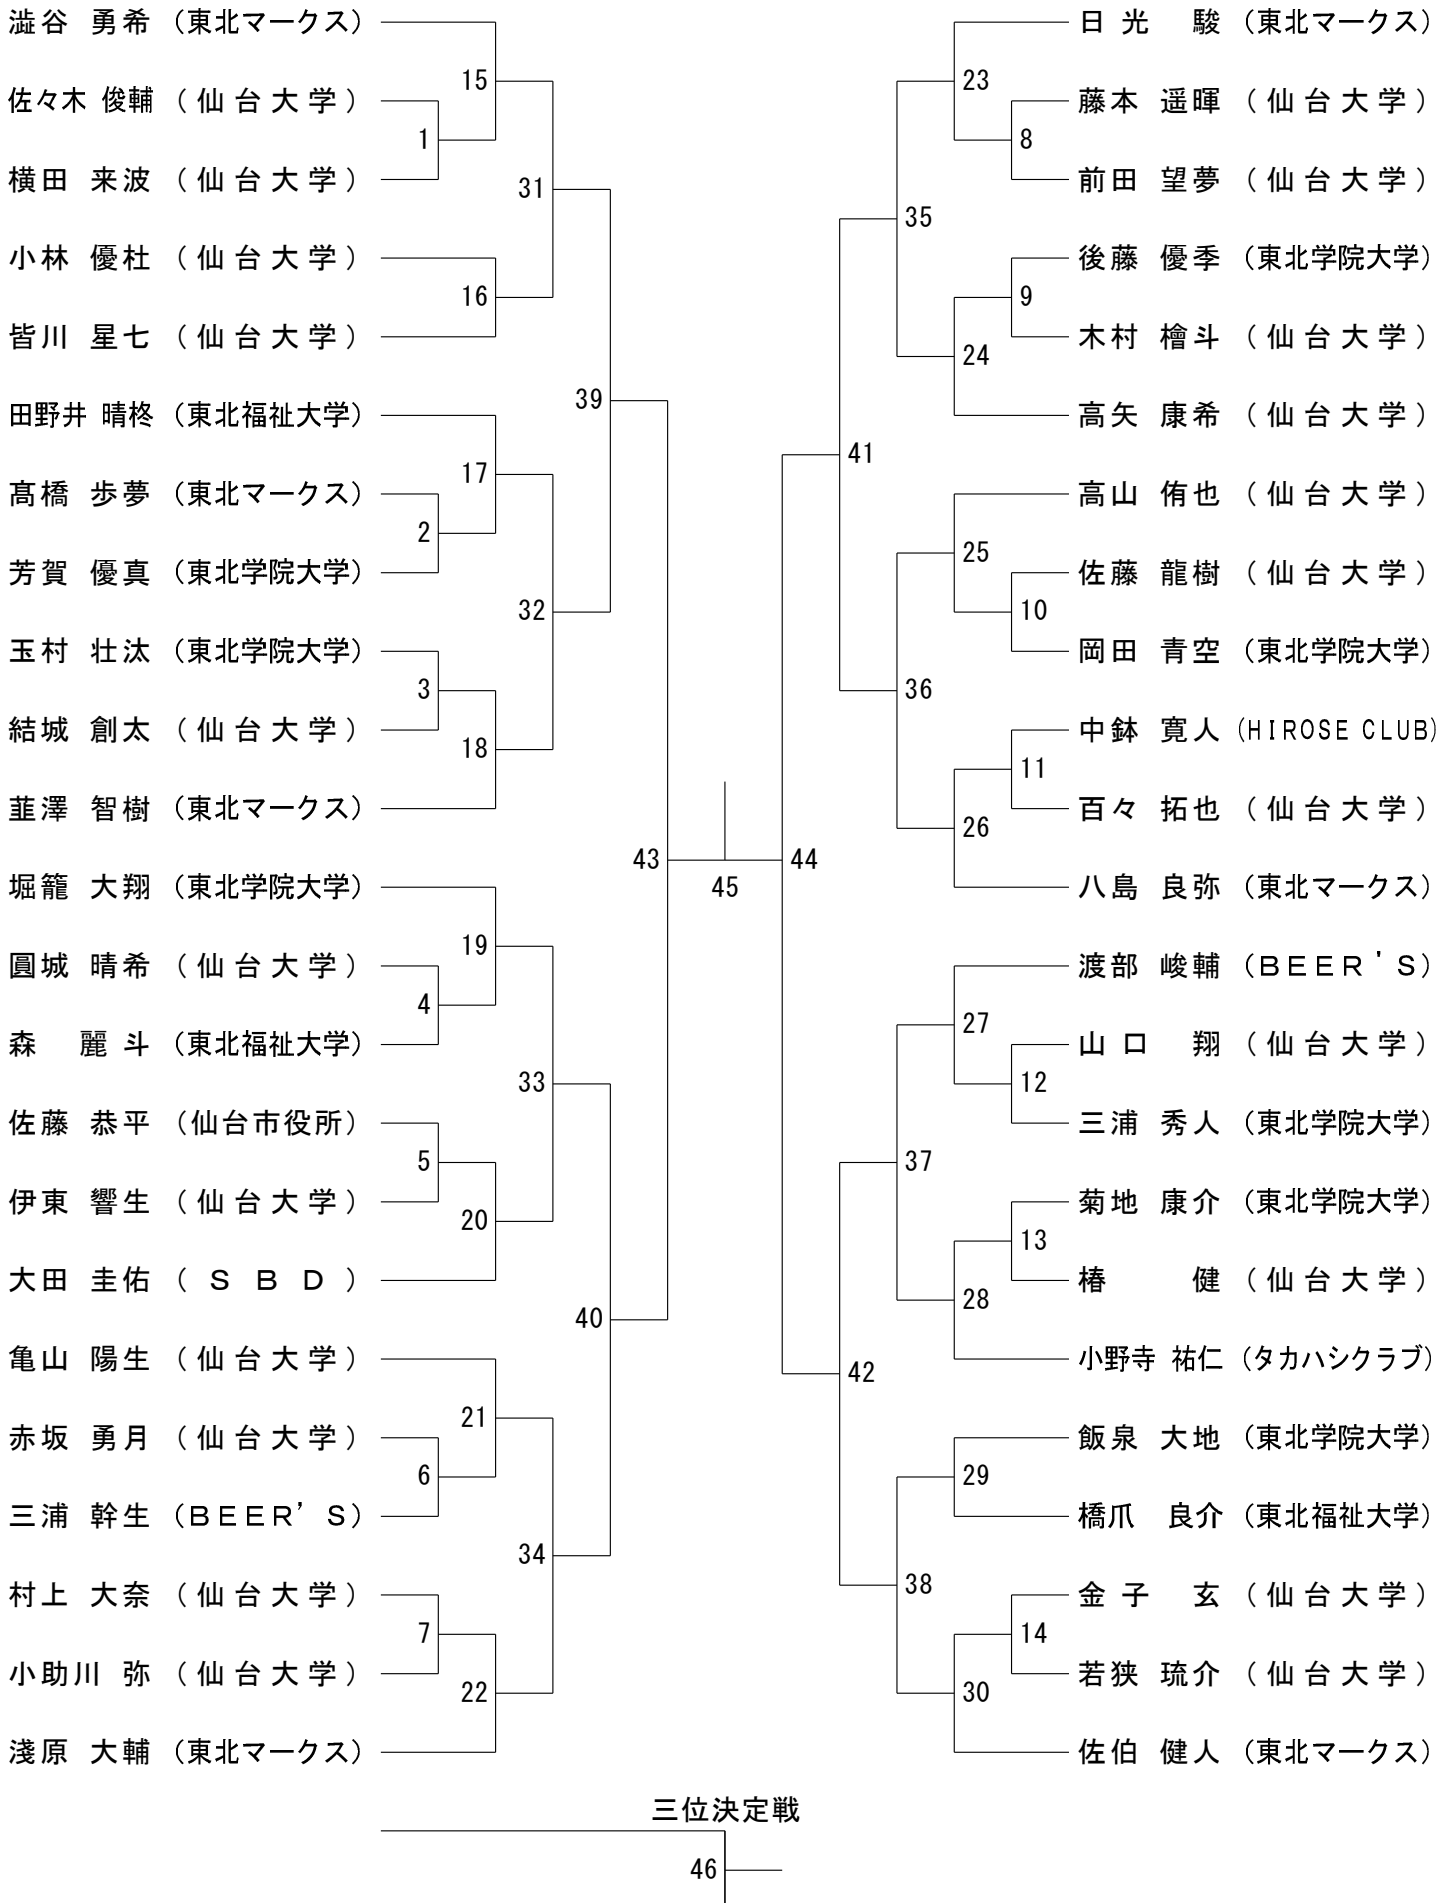 澁谷 勇希 （東北マークス）
佐々木 俊輔 （仙台大学）
横田 来波 （仙台大学）
小林 優杜 （仙台大学）
皆川 星七 （仙台大学）
田野井 晴柊 （東北福祉大学）
髙橋 歩夢 （東北マークス）
芳賀 優真 （東北学院大学）
玉村 壮汰 （東北学院大学）
結城 創太 （仙台大学）
韮澤 智樹 （東北マークス）
堀籠 大翔 （東北学院大学）
圓城 晴希 （仙台大学）
森 麗斗 （東北福祉大学）
佐藤 恭平 （仙台市役所）
伊東 響生 （仙台大学）
大田 圭佑 （ＳＢＤ）
亀山 陽生 （仙台大学）
赤坂 勇月 （仙台大学）
三浦 幹生 （ＢＥＥＲ’Ｓ）
村上 大奈 （仙台大学）
小助川 弥 （仙台大学）
淺原 大輔 （東北マークス）
1
2
3
4
5
6
7
15
16
17
18
19
20
21
22
31
32
33
34
39
40
43
45
44
41
42
35
36
37
38
23
24
25
26
27
28
29
30
8
9
10
11
12
13
14
日光 駿 （東北マークス）
藤本 遥暉 （仙台大学）
前田 望夢 （仙台大学）
後藤 優季 （東北学院大学）
木村 檜斗 （仙台大学）
高矢 康希 （仙台大学）
高山 侑也 （仙台大学）
佐藤 龍樹 （仙台大学）
岡田 青空 （東北学院大学）
中鉢 寛人 （HIROSE CLUB）
百々 拓也 （仙台大学）
八島 良弥 （東北マークス）
渡部 峻輔 （ＢＥＥＲ＇Ｓ）
山口 翔 （仙台大学）
三浦 秀人 （東北学院大学）
菊地 康介 （東北学院大学）
椿 健 （仙台大学）
小野寺 祐仁 （タカハシクラブ）
飯泉 大地 （東北学院大学）
橋爪 良介 （東北福祉大学）
金子 玄 （仙台大学）
若狭 琉介 （仙台大学）
佐伯 健人 （東北マークス）
三位決定戦
46